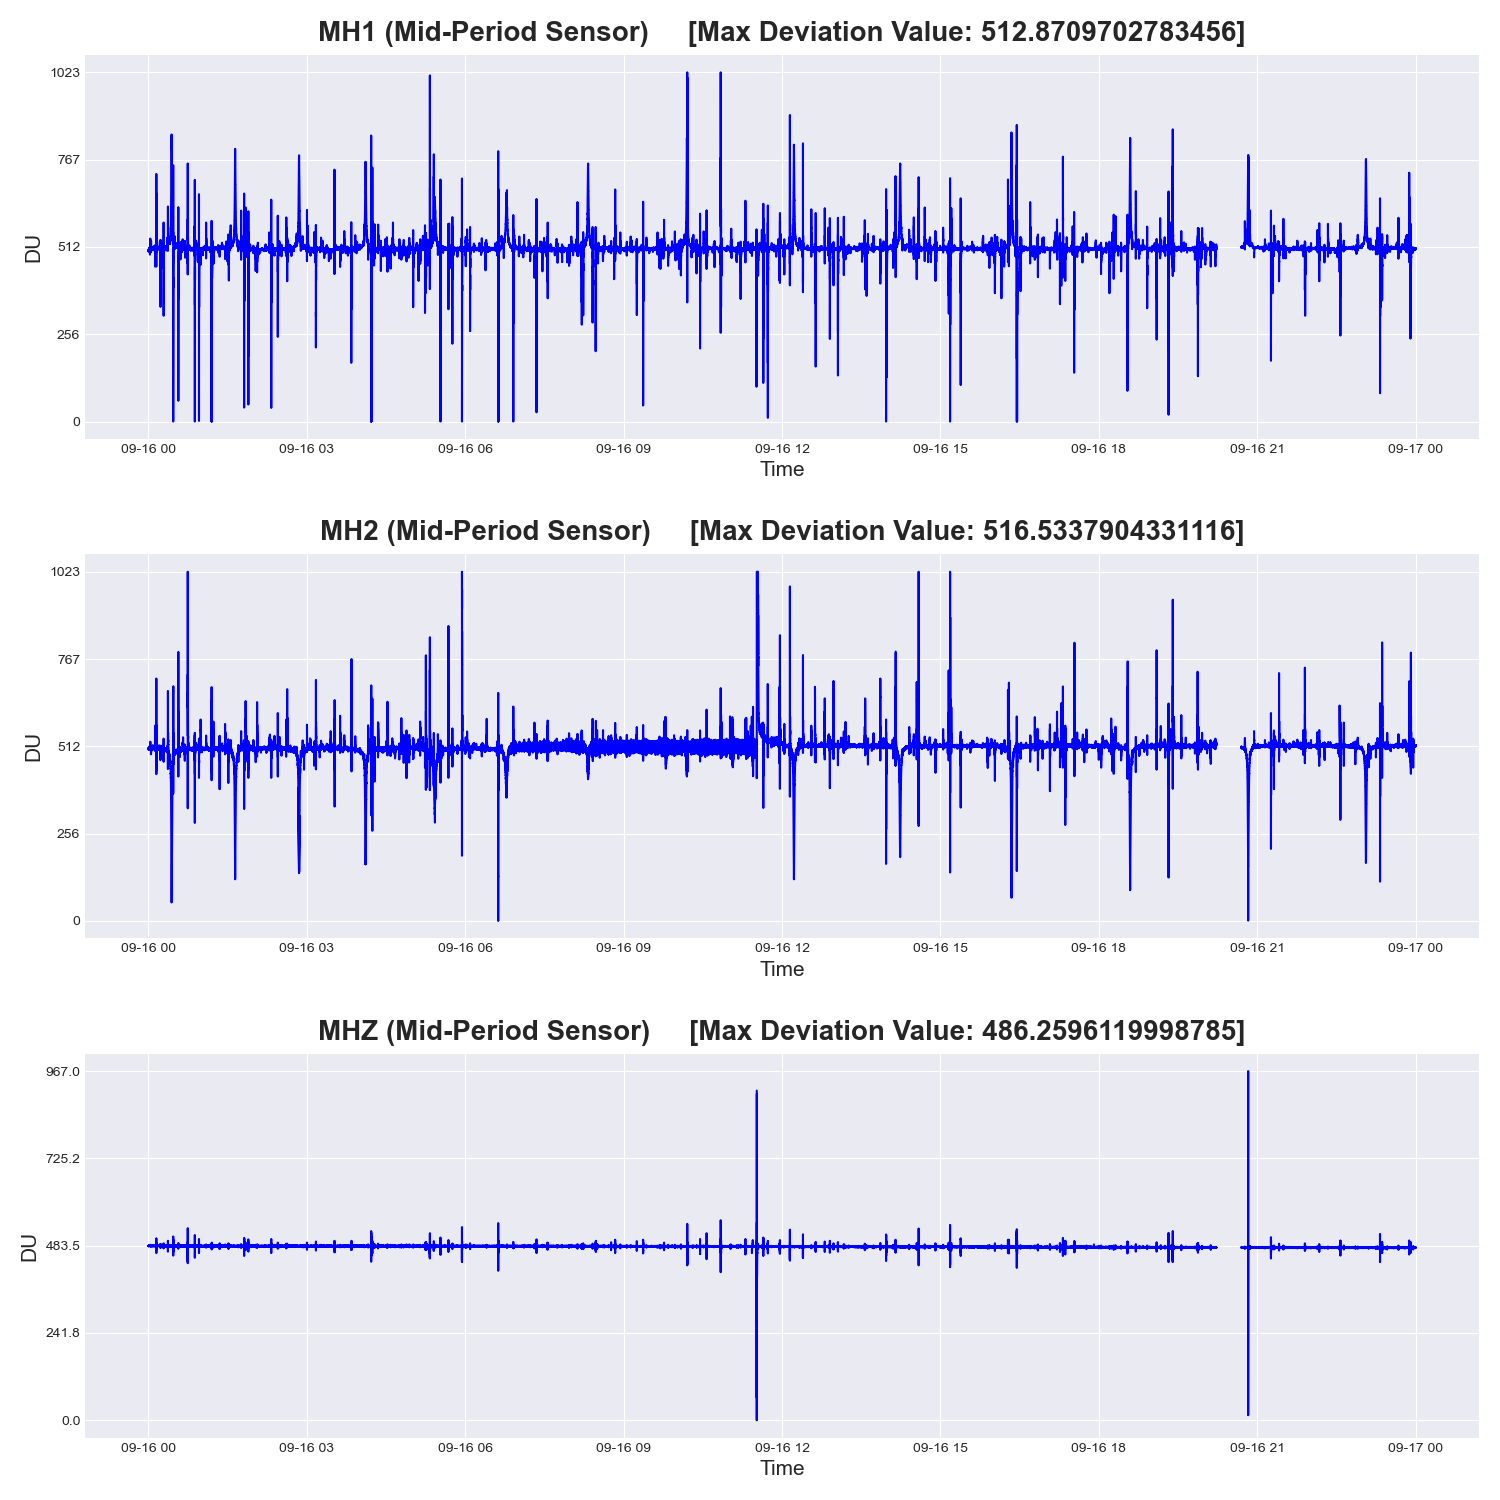 MH1 (Mid-Period Sensor) [Max Deviation Value: 512.8709702783456]
1023
767
512
256
0
DU
09-16 00 09-16 03 09-16 06 09-16 09 09-16 12 09-16 15 09-16 18 09-16 21 09-17 00
Time
MH2 (Mid-Period Sensor) [Max Deviation Value: 516.5337904331116]
1023
767
512
256
0
DU
09-16 00 09-16 03 09-16 06 09-16 09 09-16 12 09-16 15 09-16 18 09-16 21 09-17 00
Time
MHZ (Mid-Period Sensor) [Max Deviation Value: 486.2596119998785]
967.0
725.2
483.5
241.8
0.0
DU
09-16 00 09-16 03 09-16 06 09-16 09 09-16 12 09-16 15 09-16 18 09-16 21 09-17 00
Time